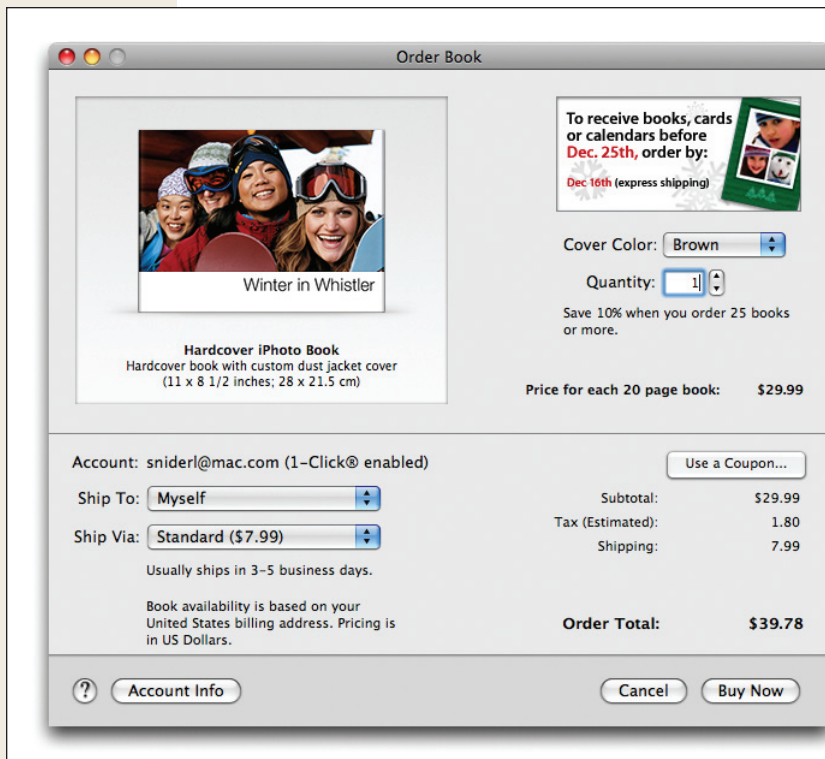 Order Book
Winter in Whistler
Hardcover iPhoto Book
Hardcover book with custom dust jacket cover
(11 x 8 1/2 inches; 28 x 21.5 cm)
To receive books, cards
or calendars before
Dec. 25th, order by:
Dec 16th (express shipping)
Cover Color: Brown
Quantity: 1
Save 10% when you order 25 books
or more.
Price for each 20 page book: $29.99
Account: sniderl@mac.com (1-Click® enabled)
Ship To: Myself
Ship Via: Standard ($7.99)
Usually ships in 3-5 business days.
Book availability is based on your
United States billing address. Pricing is
in US Dollars.
Use a Coupon...
Subtotal: $29.99
Tax (Estimated): 1.80
Shipping: 7.99
Order Total: $39.78
? Account Info Cancel Buy Now